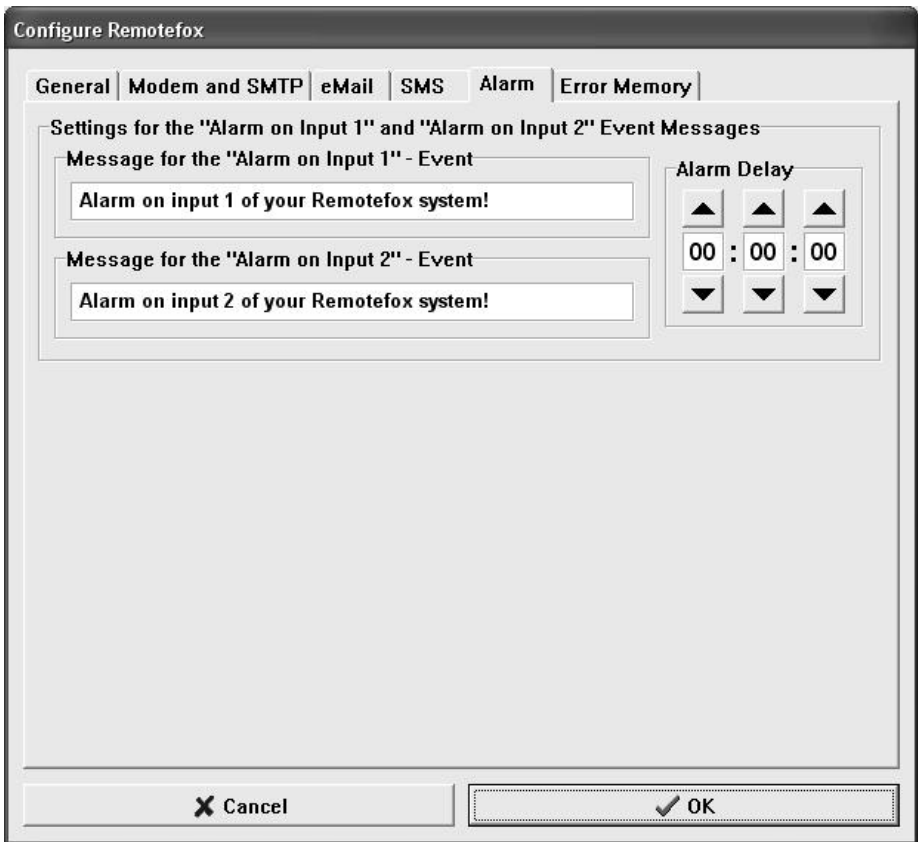 Configure Remotefox
General Modem and SMTP eMail SMS Alarm Error Memory
Settings for the "Alarm on Input 1" and "Alarm on Input 2" Event Messages
Message for the "Alarm on Input 1" - Event
Alarm on input 1 of your Remotefox system!
Message for the "Alarm on Input 2" - Event
Alarm on input 2 of your Remotefox system!
Alarm Delay
00 : 00 : 00
Cancel
OK